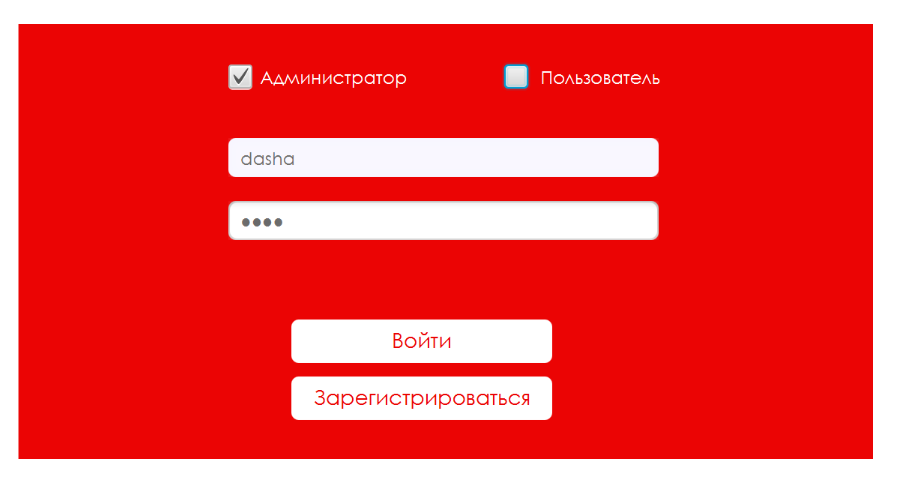 Администратор Пользователь
dasha
••••
Войти
Зарегистрироваться